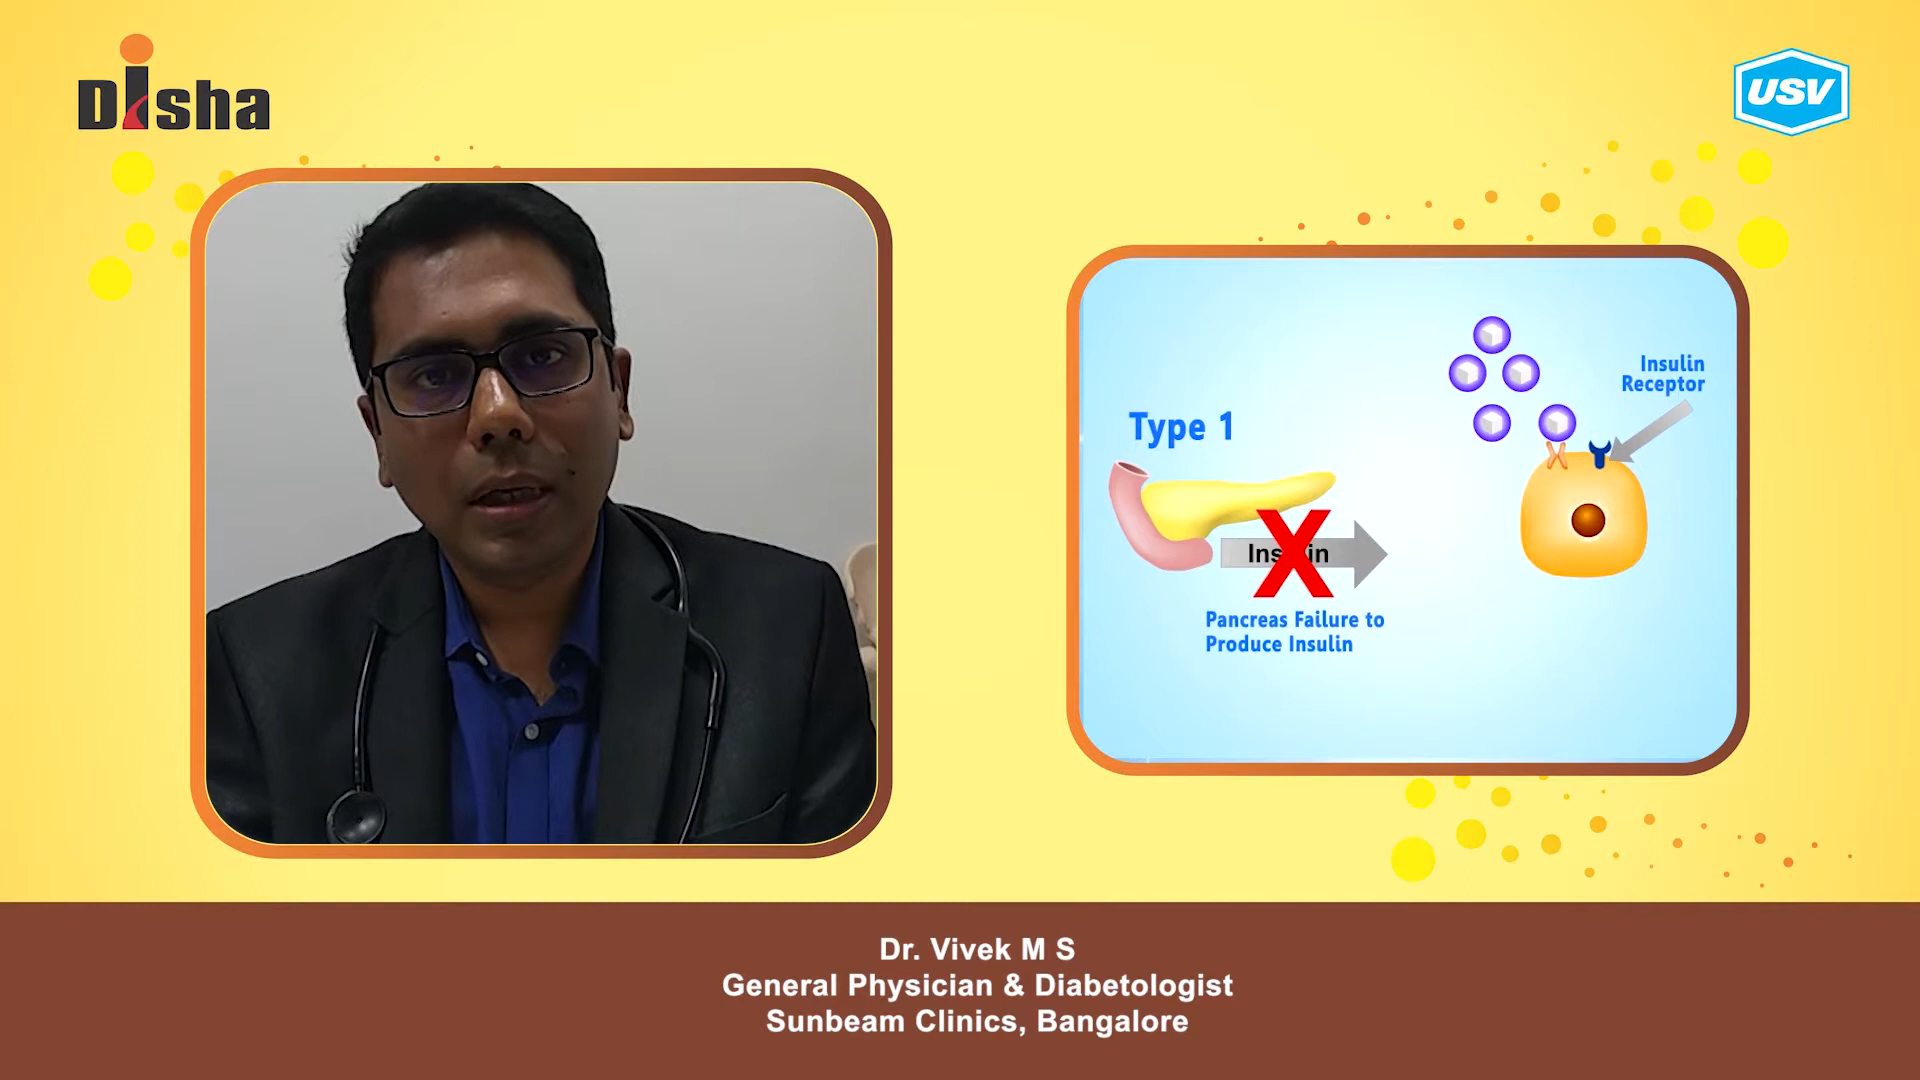 Disha
USV
Type 1
Insulin
Receptor
Insulin
Pancreas Failure to
Produce Insulin
Dr. Vivek M S
General Physician & Diabetologist
Sunbeam Clinics, Bangalore